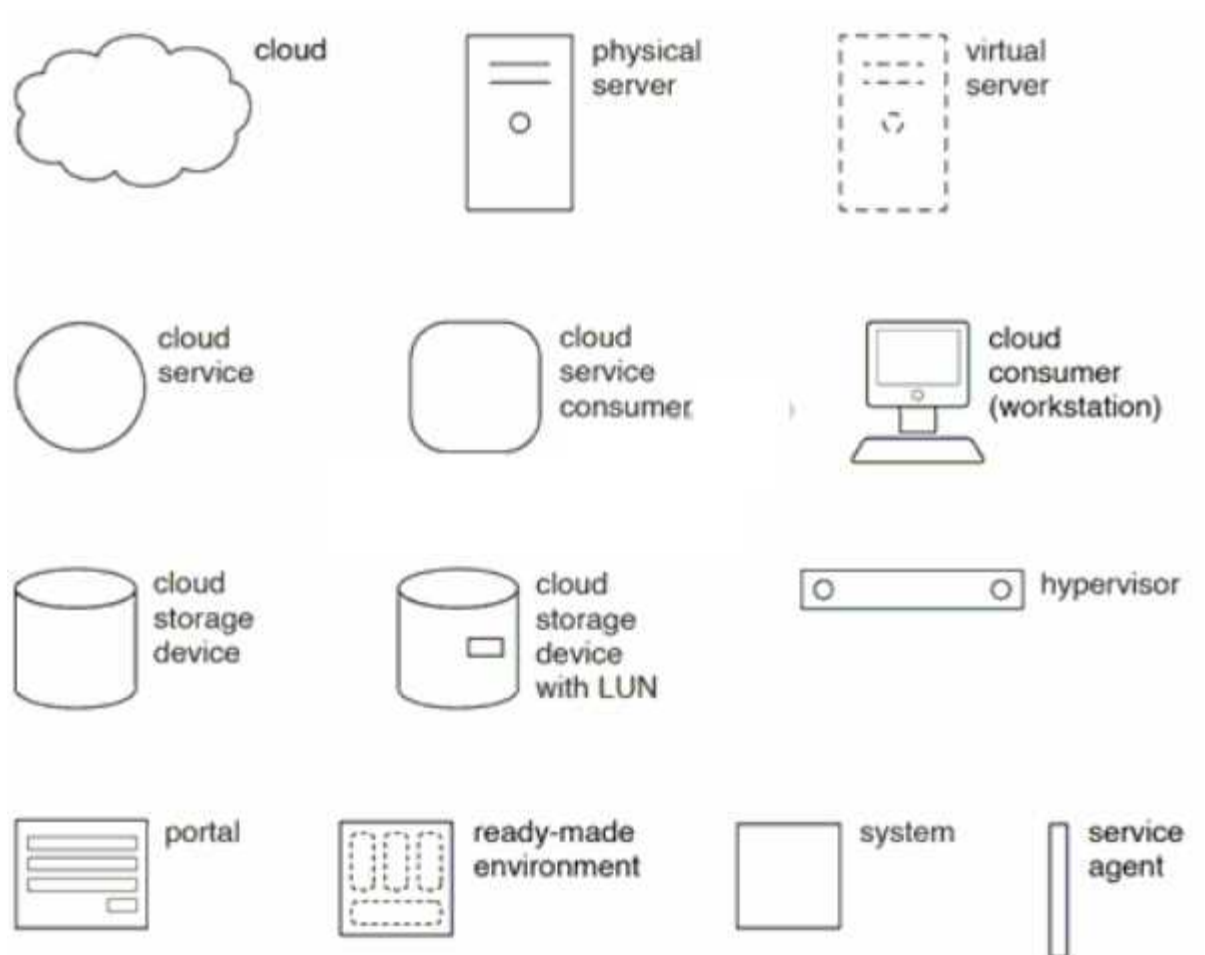 cloud
physical
server
virtual
server
cloud
service
cloud
service
consumer
cloud
consumer
(workstation)
cloud
storage
device
cloud
storage
device
with LUN
hypervisor
portal
ready-made
environment
system
service
agent